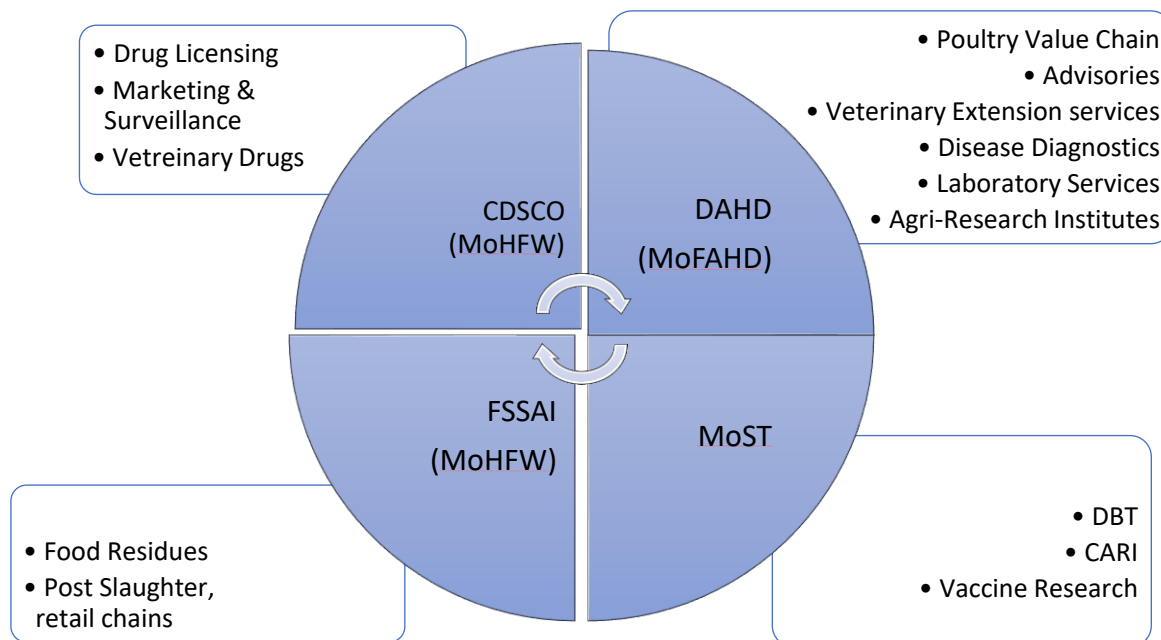 • Drug Licensing
• Marketing &
Surveillance
• Vetreinary Drugs
• Poultry Value Chain
• Advisories
• Veterinary Extension services
• Disease Diagnostics
• Laboratory Services
• Agri-Research Institutes
CDSCO
(MoHFW)
DAHD
(MoFAHD)
FSSAI
(MoHFW)
MoST
• Food Residues
• Post Slaughter,
retail chains
• DBT
• CARI
• Vaccine Research